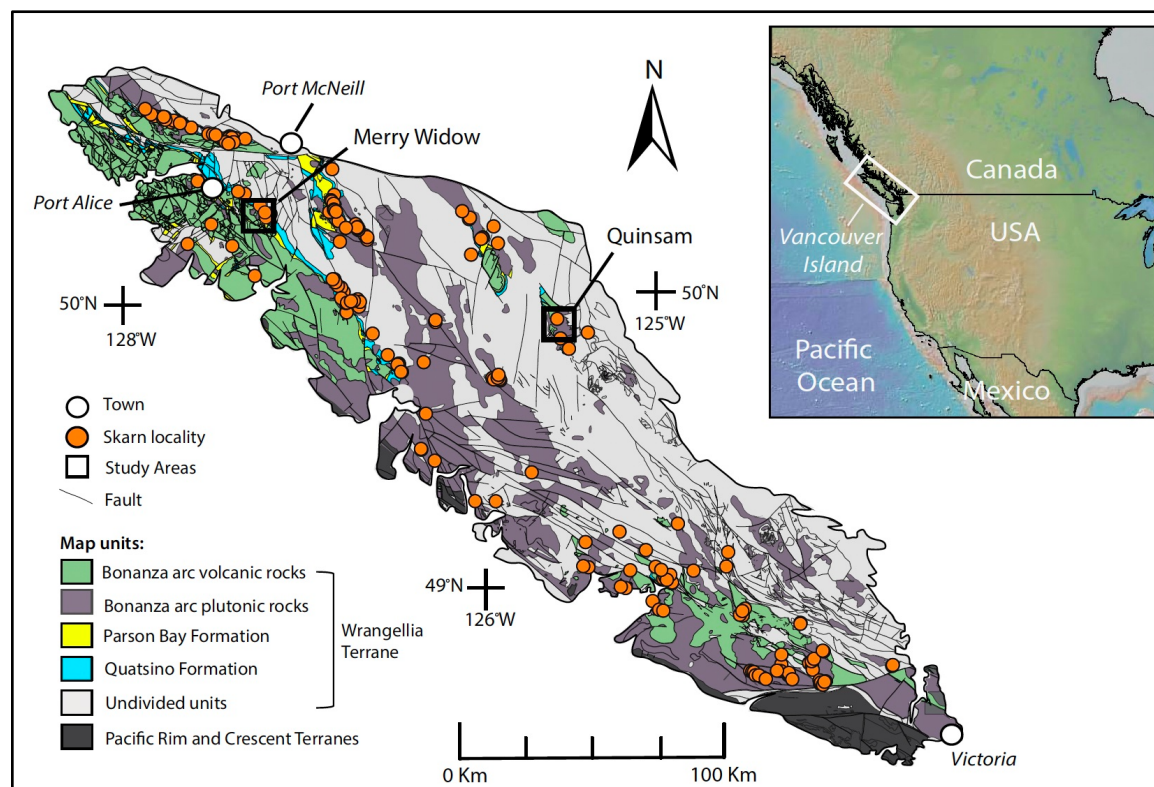 N
Port McNeill
Merry Widow
Port Alice
Quinsam
50°N
128°W
50°N
125°W
49°N
126°W
Victoria
Town
Skarn locality
Study Areas
Fault
Map units:
Bonanza arc volcanic rocks
Bonanza arc plutonic rocks
Parson Bay Formation
Quatsino Formation
Undivided units
Pacific Rim and Crescent Terranes
Wrangellia
Terrane
0 Km
100 Km
Canada
USA
Vancouver
Island
Pacific
Ocean
Mexico